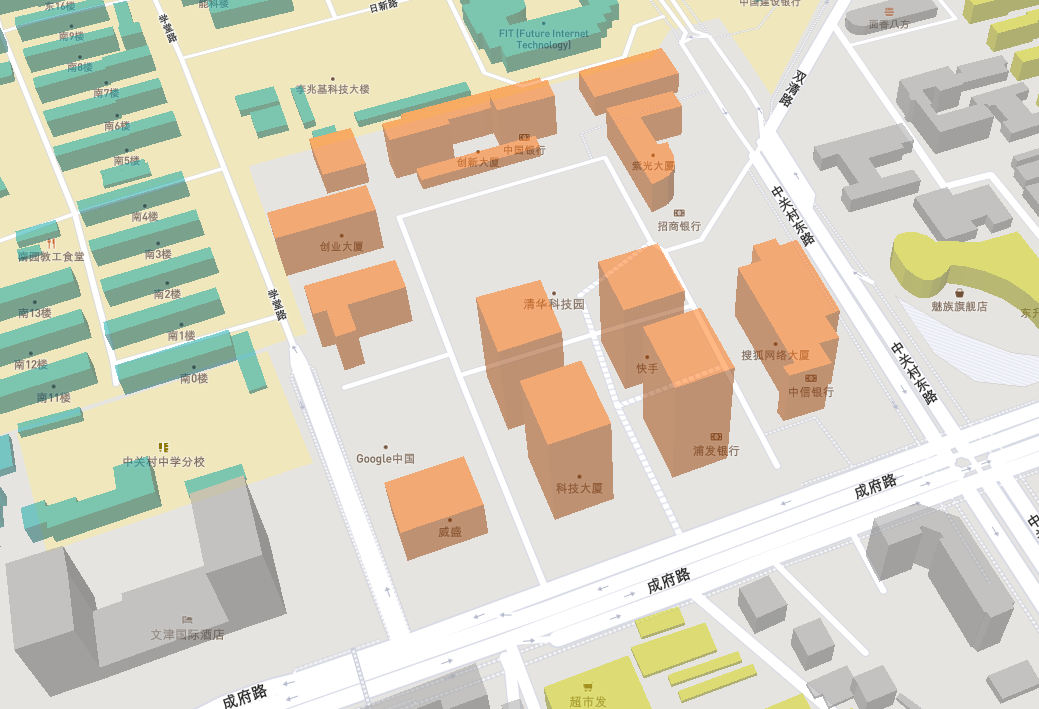 东16楼
能科楼
日新路
中国建设银行
学堂路
南9楼
面香八方
FIT (Future Internet
Technology)
南8楼
南7楼
李兆基科技大楼
双清路
南6楼
南5楼
创新大厦
中国银行
紫光大厦
南4楼
中关村东路
招商银行
南3楼
创业大厦
南园教工食堂
南2楼
学堂路
清华科技园
魅族旗舰店
南13楼
东升
南1楼
搜狐网络大厦
中关村东路
南12楼
快手
南0楼
中信银行
南11楼
浦发银行
中关村中学分校
Google中国
科技大厦
成府路
威盛
成府路
文津国际酒店
成府路
超市发